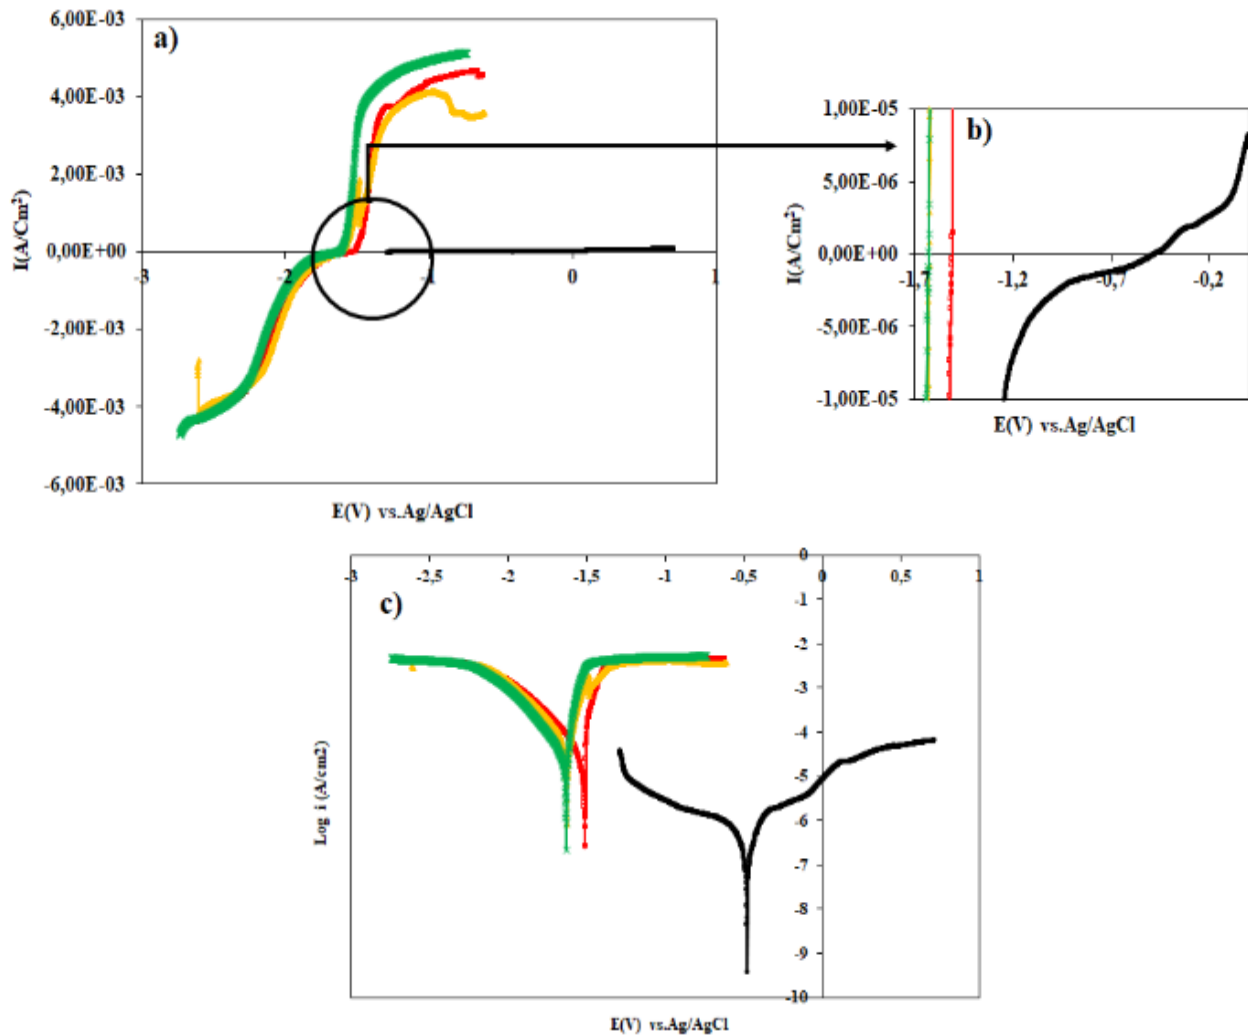 a)
6,00E-03
4,00E-03
2,00E-03
0,00E+00
-2,00E-03
-4,00E-03
-6,00E-03
I(A/Cm²)
-3 -2 -1 0 1
E(V) vs.Ag/AgCl
b)
1,00E-05
5,00E-06
0,00E+00
-5,00E-06
-1,00E-05
I(A/Cm²)
-1,7 -1,2 -0,7 -0,2
E(V) vs.Ag/AgCl
c)
-3 -2,5 -2 -1,5 -1 -0,5 0 0,5 1
0
-1
-2
-3
-4
-5
-6
-7
-8
-9
-10
Log i (A/cm2)
E(V) vs.Ag/AgCl